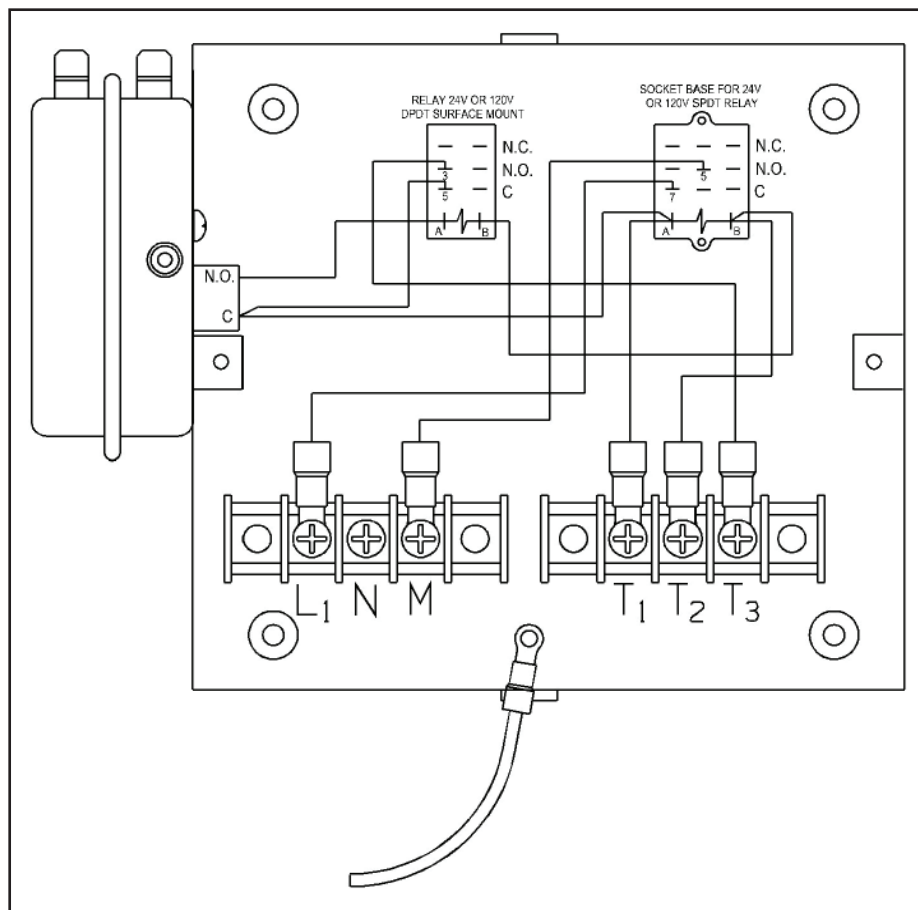 RELAY 24V OR 120V
DPDT SURFACE MOUNT
SOCKET BASE FOR 24V
OR 120V SPDT RELAY
N.C.
N.O.
C
3
5
A
B
N.C.
N.O.
C
5
7
A
B
N.O.
C
L1
N
M
T1
T2
T3